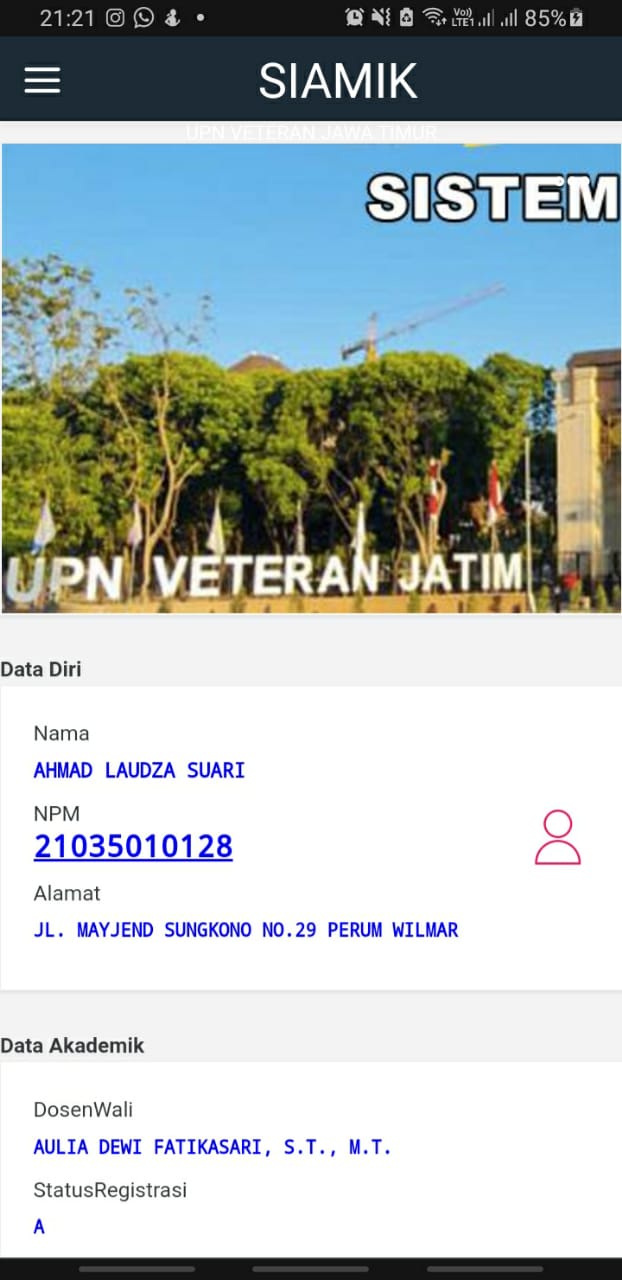 21:21
Vo))
LTE1
85%
SIAMIK
UPN VETERAN JAWA TIMUR
SISTEM
UPN VETERAN JATIM
Data Diri
Nama
AHMAD LAUDZA SUARI
NPM
21035010128
Alamat
JL. MAYJEND SUNGKONO NO.29 PERUM WILMAR
Data Akademik
DosenWali
AULIA DEWI FATIKASARI, S.T., M.T.
StatusRegistrasi
A